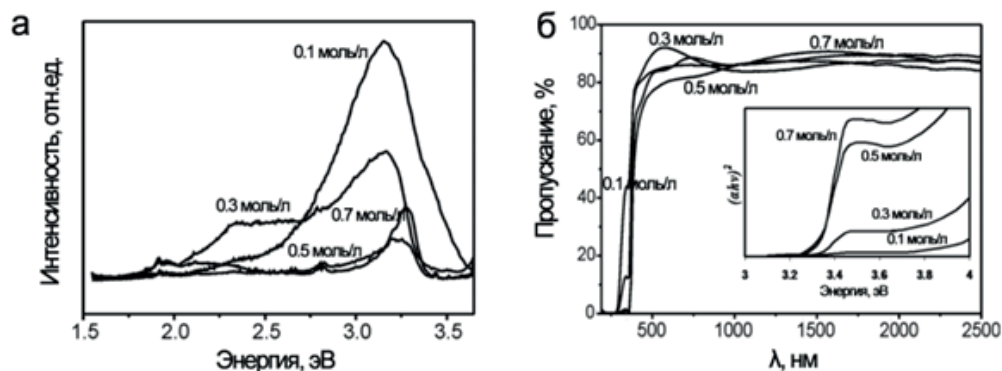 а
Интенсивность, отн.ед.
0.1 моль/л
0.3 моль/л
0.7 моль/л
0.5 моль/л
1.5 2.0 2.5 3.0 3.5
Энергия, эВ
б
Пропускание, %
100
80
60
40
20
0
0.3 моль/л
0.7 моль/л
0.5 моль/л
0.1 моль/л
(αhν)²
0.7 моль/л
0.5 моль/л
0.3 моль/л
0.1 моль/л
3 3.2 3.4 3.6 3.8 4
Энергия, эВ
500 1000 1500 2000 2500
λ, нм